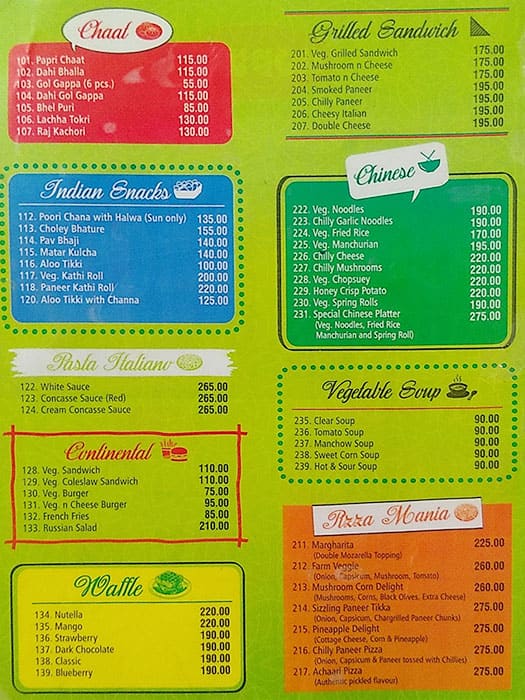 Chaat
101. Papri Chaat 115.00
102. Dahi Bhalla 115.00
103. Gol Gappa (6 pcs.) 55.00
104. Dahi Gol Gappa 115.00
105. Bhel Puri 85.00
106. Lachha Tokri 130.00
107. Raj Kachori 130.00
Indian Snacks
112. Poori Chana with Halwa (Sun only) 135.00
113. Choley Bhature 155.00
114. Pav Bhaji 140.00
115. Matar Kulcha 140.00
116. Aloo Tikki 100.00
117. Veg. Kathi Roll 200.00
118. Paneer Kathi Roll 220.00
120. Aloo Tikki with Channa 125.00
Pasta Italiano
122. White Sauce 265.00
123. Concasse Sauce (Red) 265.00
124. Cream Concasse Sauce 265.00
Continental
128. Veg. Sandwich 110.00
129. Veg Coleslaw Sandwich 110.00
130. Veg. Burger 75.00
131. Veg. n Cheese Burger 95.00
132. French Fries 85.00
133. Russian Salad 210.00
Waffle
134. Nutella 220.00
135. Mango 220.00
136. Strawberry 190.00
137. Dark Chocolate 190.00
138. Classic 190.00
139. Blueberry 190.00
Grilled Sandwich
201. Veg. Grilled Sandwich 175.00
202. Mushroom n Cheese 175.00
203. Tomato n Cheese 175.00
204. Smoked Paneer 195.00
205. Chilly Paneer 195.00
206. Cheesy Italian 195.00
207. Double Cheese 195.00
Chinese
222. Veg. Noodles 190.00
223. Chilly Garlic Noodles 190.00
224. Veg. Fried Rice 170.00
225. Veg. Manchurian 195.00
226. Chilly Cheese 220.00
227. Chilly Mushrooms 220.00
228. Veg. Chopsuey 220.00
229. Honey Crisp Potato 220.00
230. Veg. Spring Rolls 190.00
231. Special Chinese Platter 275.00
(Veg. Noodles, Fried Rice
Manchurian and Spring Roll)
Vegetable Soup
235. Clear Soup 90.00
236. Tomato Soup 90.00
237. Manchow Soup 90.00
238. Sweet Corn Soup 90.00
239. Hot & Sour Soup 90.00
Pizza Mania
211. Margharita 225.00
(Double Mozarella Topping)
212. Farm Veggie 260.00
(Onion, Capsicum, Mushroom, Tomato)
213. Mushroom Corn Delight 260.00
(Mushrooms, Corns, Black Olives, Extra Cheese)
214. Sizzling Paneer Tikka 275.00
(Onion, Capsicum, Chargrilled Paneer Chunks)
215. Pineapple Delight 275.00
(Cottage Cheese, Corn & Pineapple)
216. Chilly Paneer Pizza 275.00
(Onion, Capsicum & Paneer tossed with Chillies)
217. Achaari Pizza 275.00
(Authentic pickled flavour)